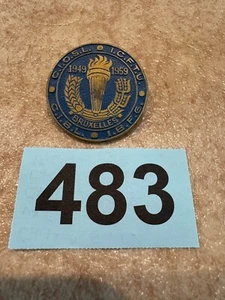 C.I.O.S.L. • I.C.F.T.U.
1949 1959
BRUXELLES
C.I.S.L. • I.B.F.G.
483